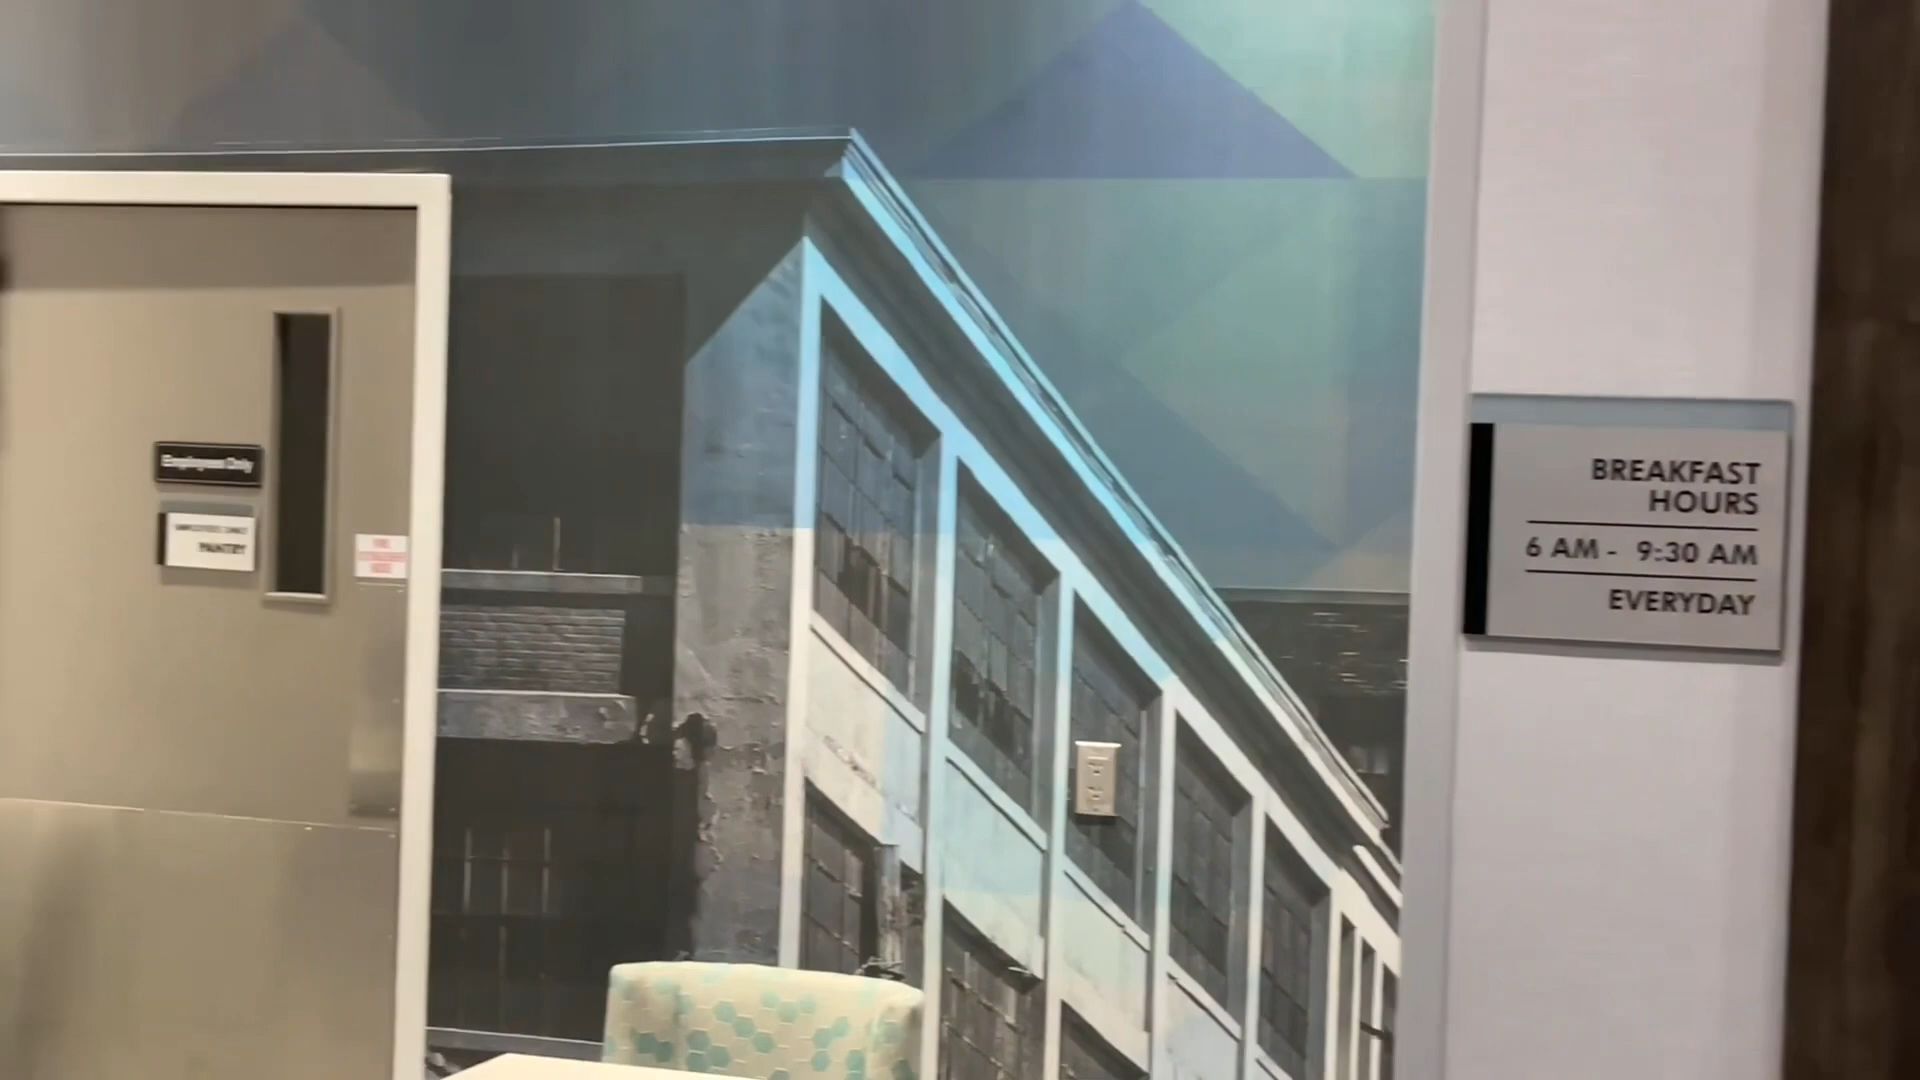 Employees Only
PANTRY
BREAKFAST
HOURS
6 AM - 9:30 AM
EVERYDAY